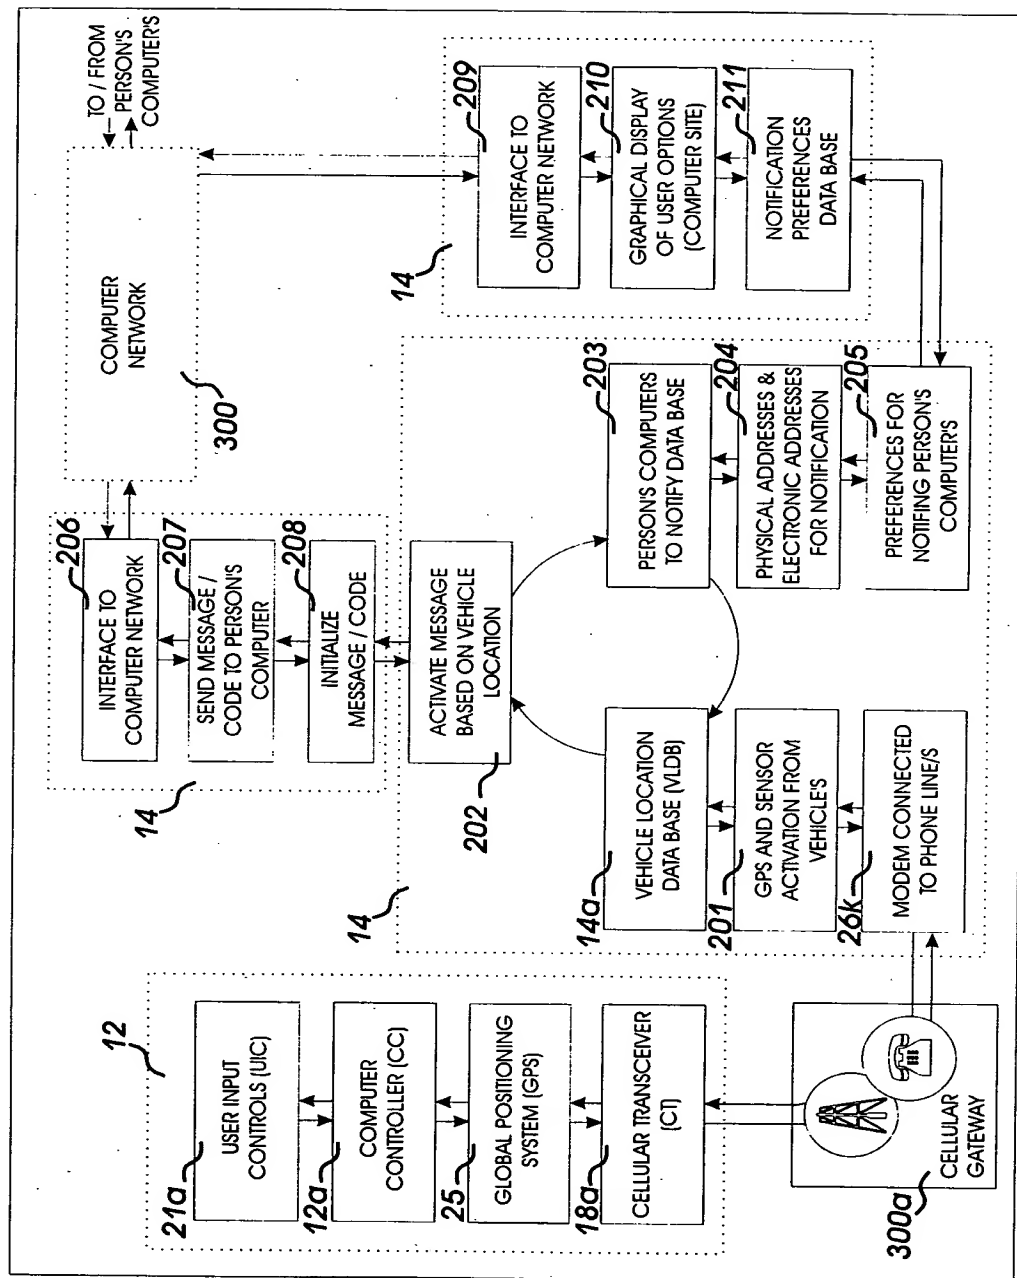 12
21a
USER INPUT
CONTROLS (UIC)
12a
COMPUTER
CONTROLLER (CC)
25
GLOBAL POSITIONING
SYSTEM (GPS)
18a
CELLULAR TRANSCEIVER
(CT)
300a
CELLULAR
GATEWAY
14
206
INTERFACE TO
COMPUTER NETWORK
207
SEND MESSAGE /
CODE TO PERSON'S
COMPUTER
208
INITIALIZE
MESSAGE / CODE
14
202
ACTIVATE MESSAGE
BASED ON VEHICLE
LOCATION
14a
VEHICLE LOCATION
DATA BASE (VLDB)
201
GPS AND SENSOR
ACTIVATION FROM
VEHICLE'S
26k
MODEM CONNECTED
TO PHONE LINE/S
203
PERSON'S COMPUTERS
TO NOTIFY DATA BASE
204
PHYSICAL ADDRESSES &
ELECTRONIC ADDRESSES
FOR NOTIFICATION
205
PREFERENCES FOR
NOTIFING PERSON'S
COMPUTER'S
300
COMPUTER
NETWORK
TO / FROM
PERSON'S
COMPUTER'S
14
209
INTERFACE TO
COMPUTER NETWORK
210
GRAPHICAL DISPLAY
OF USER OPTIONS
(COMPUTER SITE)
211
NOTIFICATION
PREFERENCES
DATA BASE